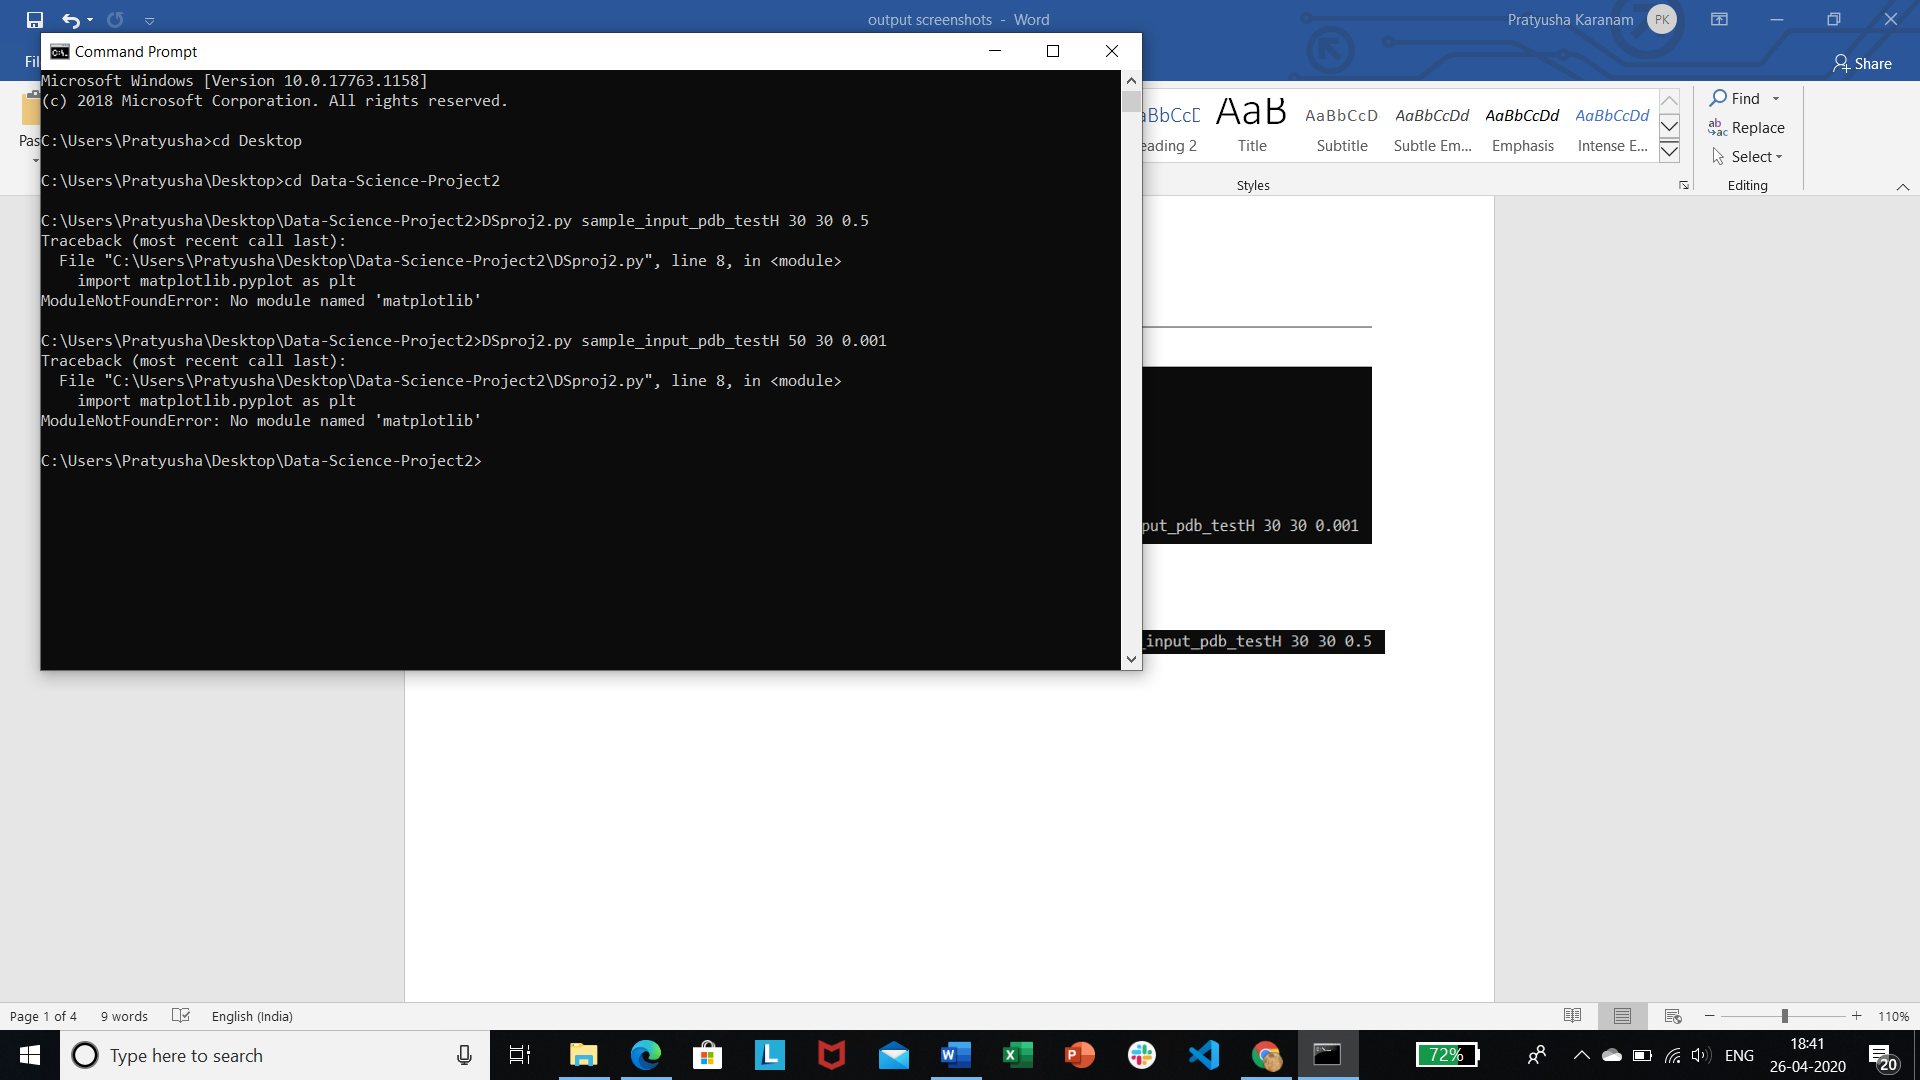 output screenshots - Word
Pratyusha Karanam
PK
Share
Command Prompt
Microsoft Windows [Version 10.0.17763.1158]
(c) 2018 Microsoft Corporation. All rights reserved.
C:\Users\Pratyusha>cd Desktop
C:\Users\Pratyusha\Desktop>cd Data-Science-Project2
C:\Users\Pratyusha\Desktop\Data-Science-Project2>DSproj2.py sample_input_pdb_testH 30 30 0.5
Traceback (most recent call last):
  File "C:\Users\Pratyusha\Desktop\Data-Science-Project2\DSproj2.py", line 8, in <module>
    import matplotlib.pyplot as plt
ModuleNotFoundError: No module named 'matplotlib'
C:\Users\Pratyusha\Desktop\Data-Science-Project2>DSproj2.py sample_input_pdb_testH 50 30 0.001
Traceback (most recent call last):
  File "C:\Users\Pratyusha\Desktop\Data-Science-Project2\DSproj2.py", line 8, in <module>
    import matplotlib.pyplot as plt
ModuleNotFoundError: No module named 'matplotlib'
C:\Users\Pratyusha\Desktop\Data-Science-Project2>
Fi
Pas
aBbCcD AaB AaBbCcD AaBbCcDd AaBbCcDd AaBbCcDd
eading 2 Title Subtitle Subtle Em... Emphasis Intense E...
Styles
Find
Replace
Select
Editing
put_pdb_testH 30 30 0.001
_input_pdb_testH 30 30 0.5
Page 1 of 4 9 words English (India) 110%
Type here to search
72%
ENG
18:41
26-04-2020
20